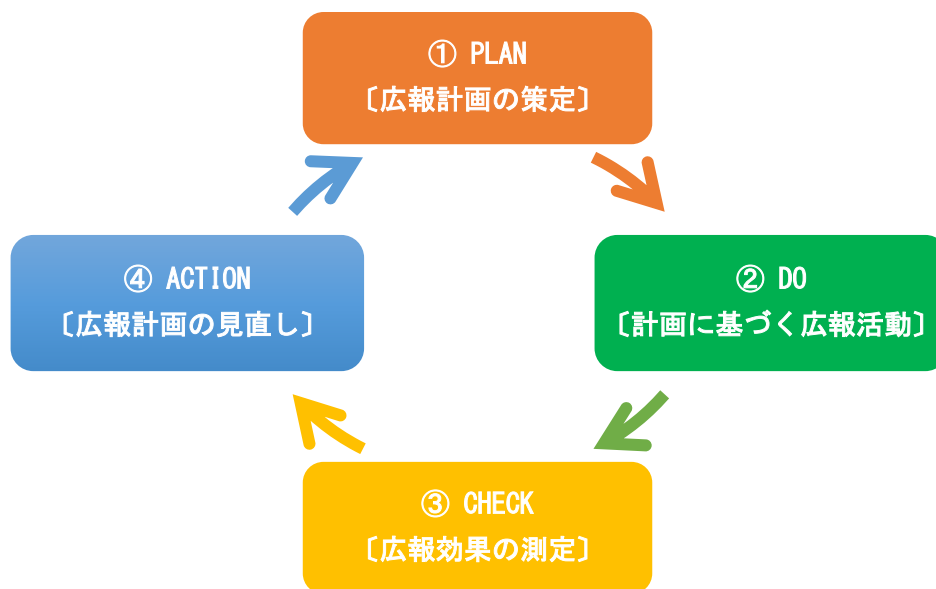 ① PLAN
〔広報計画の策定〕
② DO
〔計画に基づく広報活動〕
③ CHECK
〔広報効果の測定〕
④ ACTION
〔広報計画の見直し〕